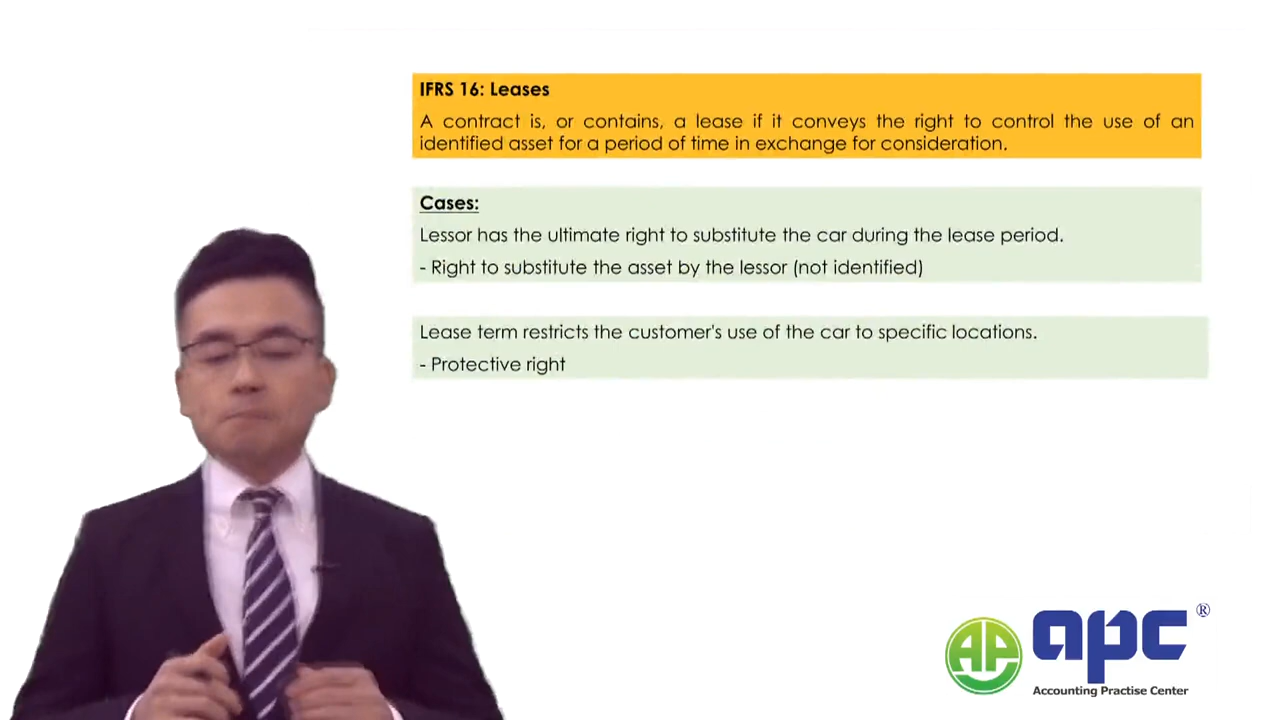 IFRS 16: Leases
A contract is, or contains, a lease if it conveys the right to control the use of an
identified asset for a period of time in exchange for consideration.
Cases:
Lessor has the ultimate right to substitute the car during the lease period.
- Right to substitute the asset by the lessor (not identified)
Lease term restricts the customer's use of the car to specific locations.
- Protective right
AP apc ®
Accounting Practise Center